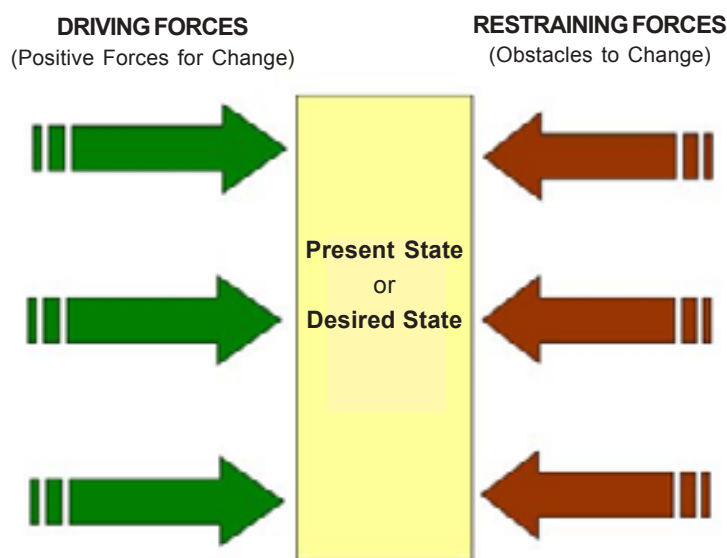 DRIVING FORCES
(Positive Forces for Change)
RESTRAINING FORCES
(Obstacles to Change)
Present State
or
Desired State